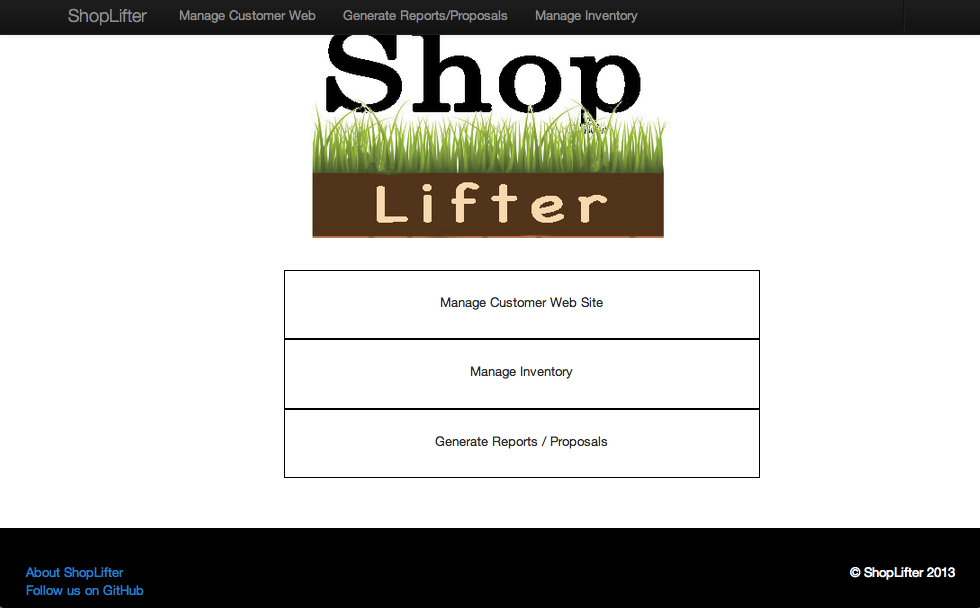 ShopLifter Manage Customer Web Generate Reports/Proposals Manage Inventory
Shop
Lifter
Manage Customer Web Site
Manage Inventory
Generate Reports / Proposals
About ShopLifter
© ShopLifter 2013
Follow us on GitHub